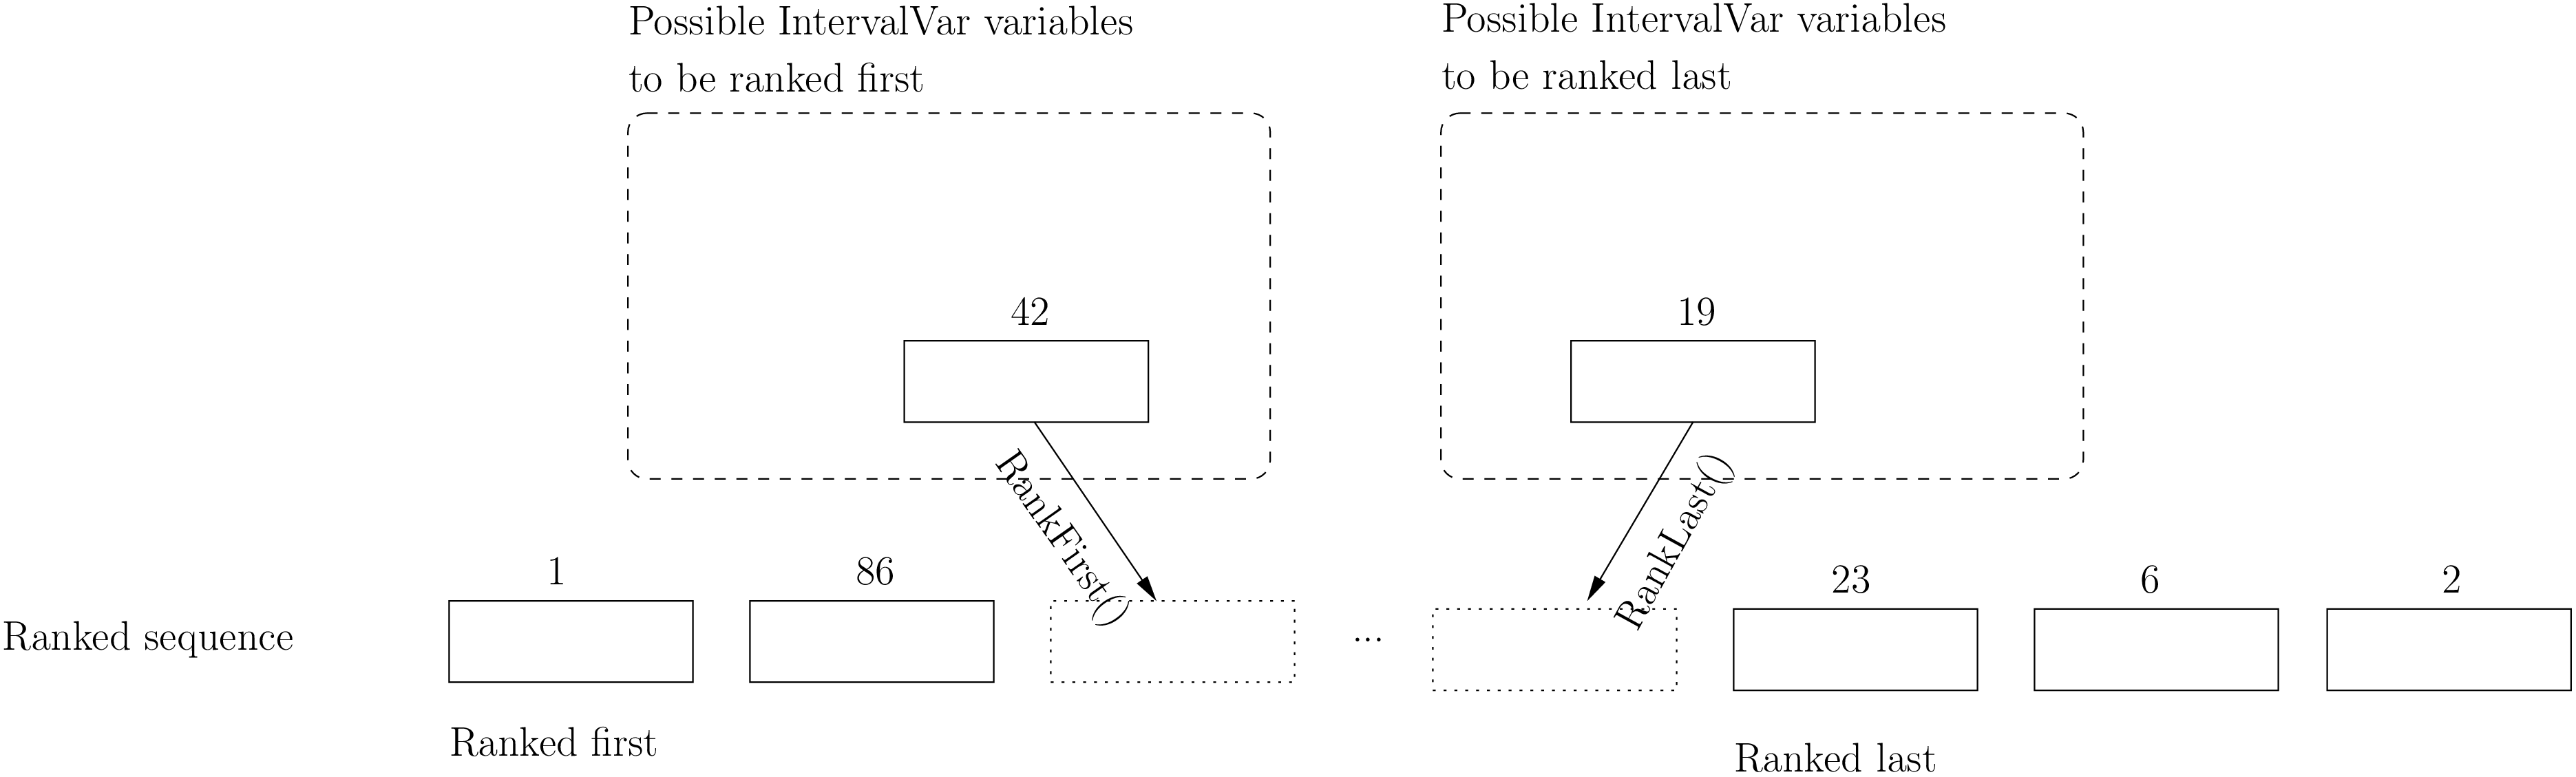 Possible IntervalVar variables
to be ranked first
Possible IntervalVar variables
to be ranked last
42
19
RankFirst()
RankLast()
1
86
23
6
2
Ranked sequence
...
Ranked first
Ranked last